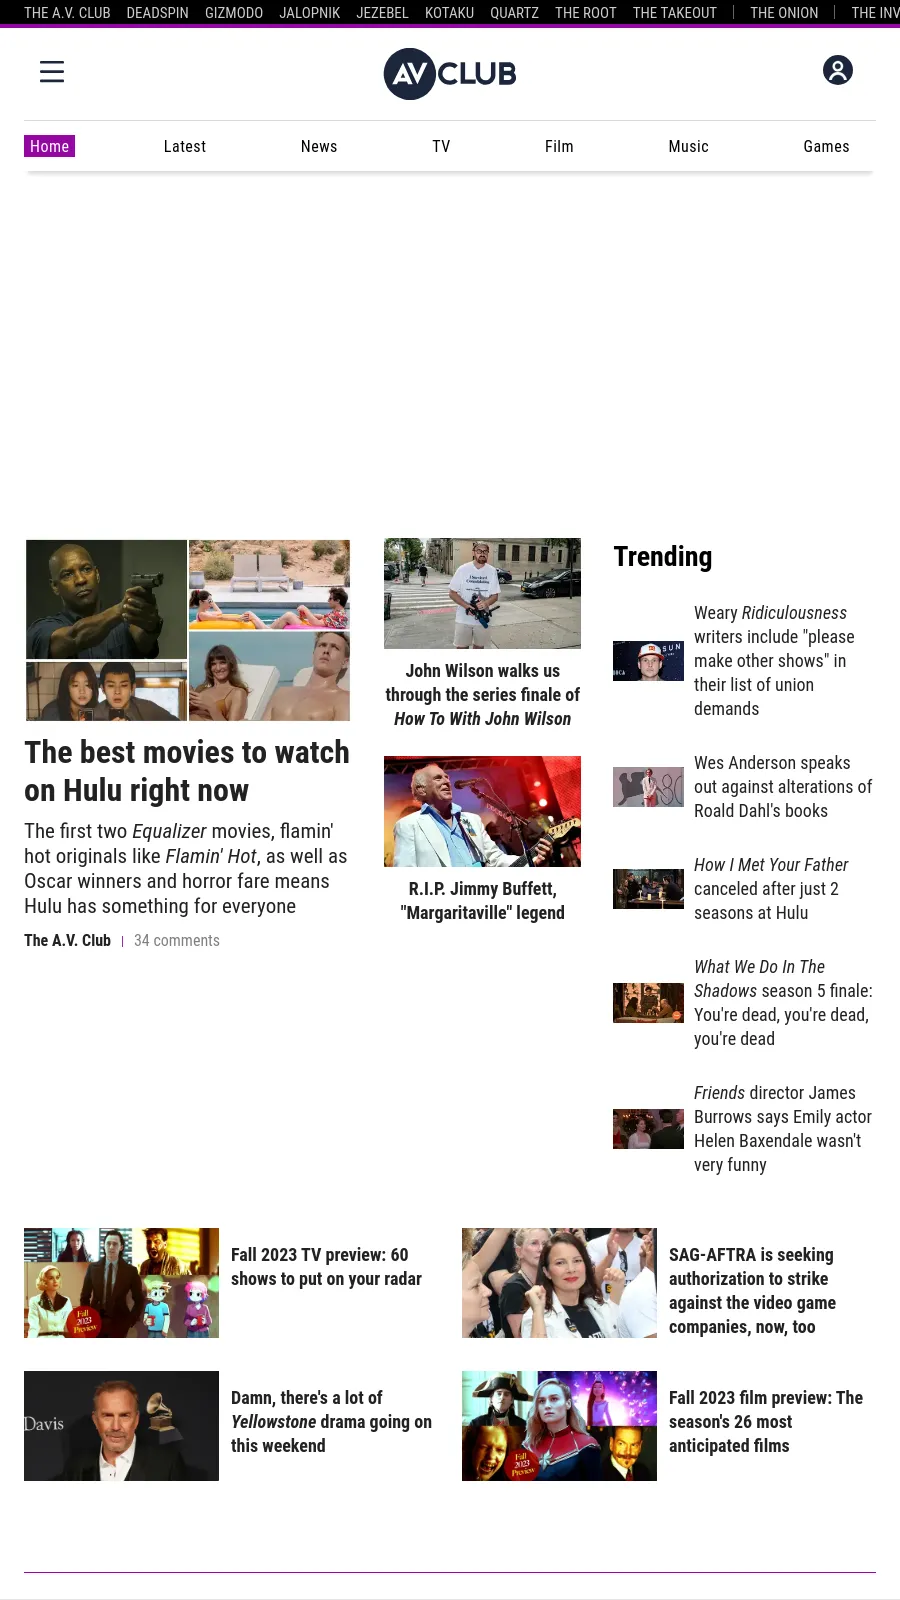 THE A.V. CLUB DEADSPIN GIZMODO JALOPNIK JEZEBEL KOTAKU QUARTZ THE ROOT THE TAKEOUT THE ONION THE INV
AV CLUB
Home Latest News TV Film Music Games
The best movies to watch
on Hulu right now
The first two Equalizer movies, flamin'
hot originals like Flamin' Hot, as well as
Oscar winners and horror fare means
Hulu has something for everyone
The A.V. Club 34 comments
John Wilson walks us
through the series finale of
How To With John Wilson
R.I.P. Jimmy Buffett,
"Margaritaville" legend
Trending
Weary Ridiculousness
writers include "please
make other shows" in
their list of union
demands
Wes Anderson speaks
out against alterations of
Roald Dahl's books
How I Met Your Father
canceled after just 2
seasons at Hulu
What We Do In The
Shadows season 5 finale:
You're dead, you're dead,
you're dead
Friends director James
Burrows says Emily actor
Helen Baxendale wasn't
very funny
Fall
2023
Preview
Fall 2023 TV preview: 60
shows to put on your radar
SAG-AFTRA is seeking
authorization to strike
against the video game
companies, now, too
Davis
Damn, there's a lot of
Yellowstone drama going on
this weekend
Fall
2023
Preview
Fall 2023 film preview: The
season's 26 most
anticipated films